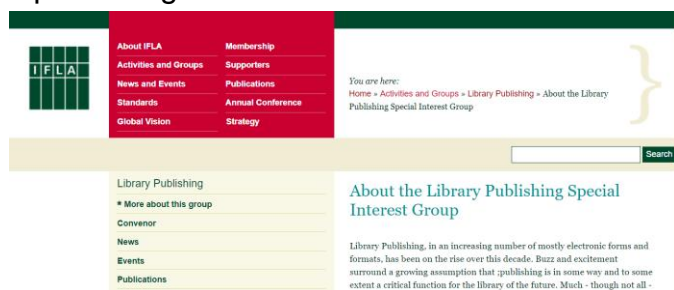 IFLA
About IFLA
Activities and Groups
News and Events
Standards
Global Vision
Membership
Supporters
Publications
Annual Conference
Strategy
You are here:
Home » Activities and Groups » Library Publishing » About the Library
Publishing Special Interest Group
Search
Library Publishing
More about this group
Convenor
News
Events
Publications
About the Library Publishing Special
Interest Group
Library Publishing, in an increasing number of mostly electronic forms and
formats, has been on the rise over this decade. Buzz and excitement
surround a growing assumption that ;publishing is in some way and to some
extent a critical function for the library of the future. Much - though not all -